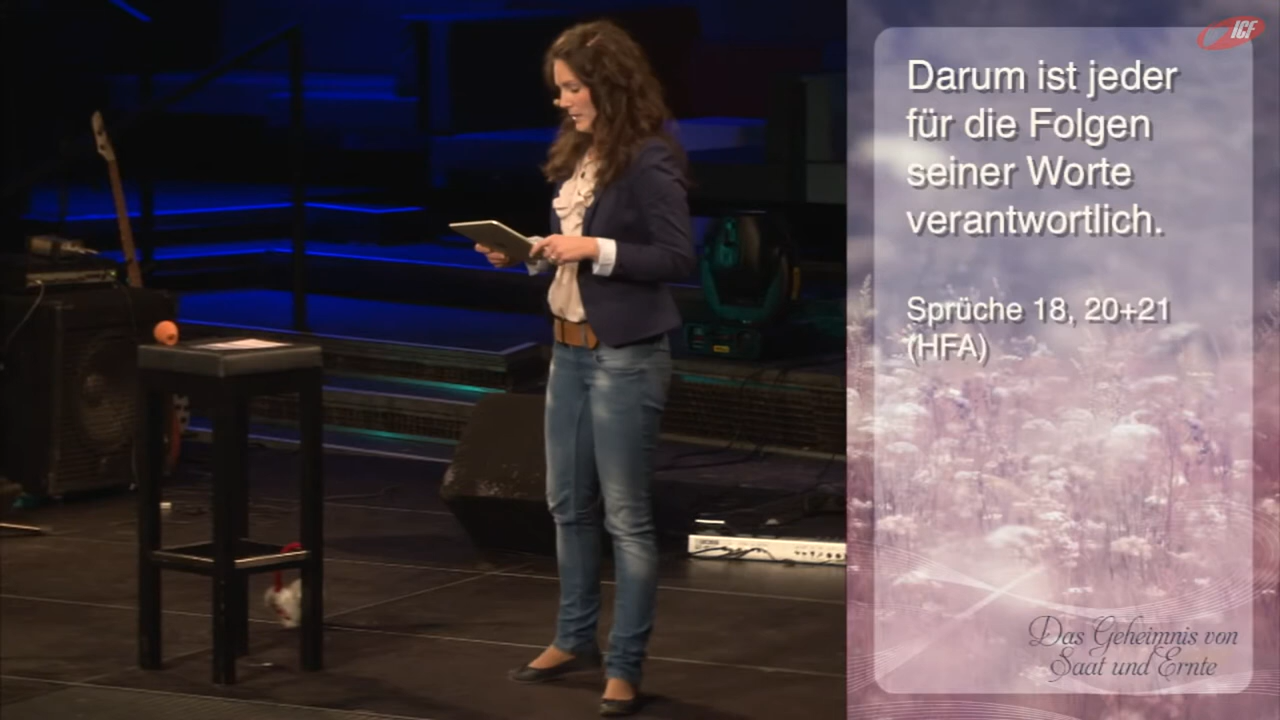 ICF
Darum ist jeder
für die Folgen
seiner Worte
verantwortlich.
Sprüche 18, 20+21
(HFA)
Das Geheimnis von
Saat und Ernte